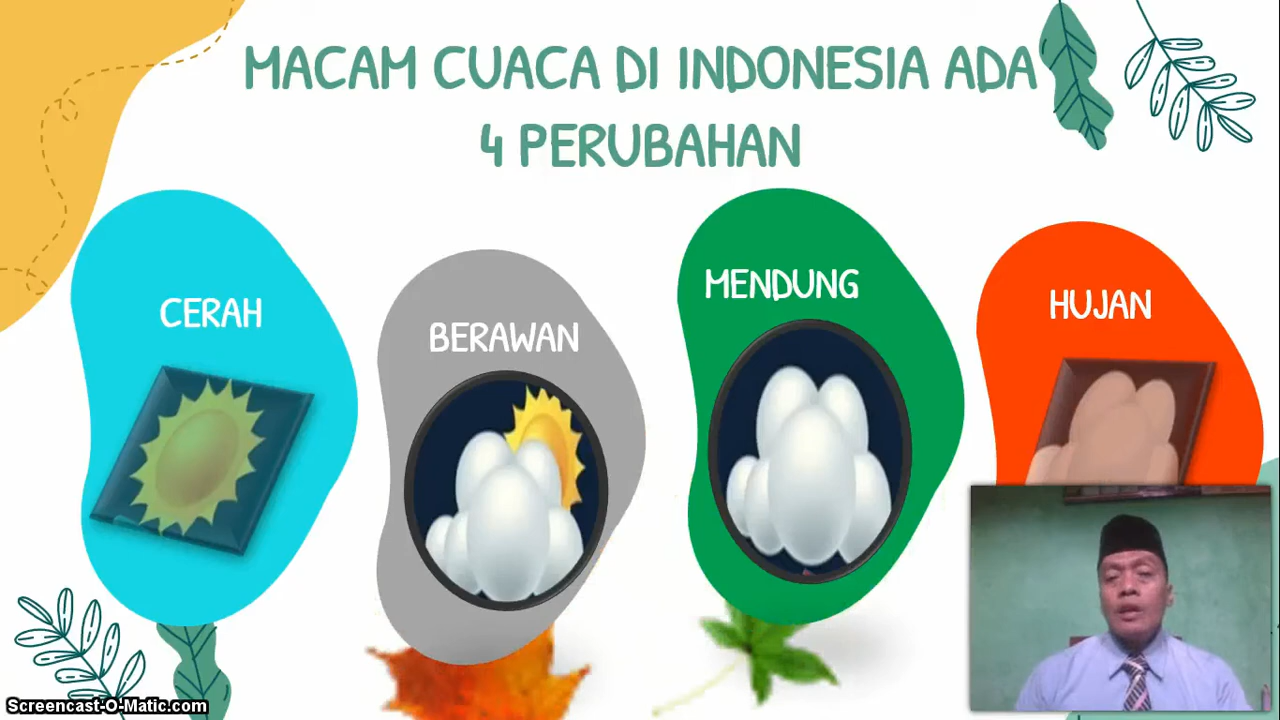 MACAM CUACA DI INDONESIA ADA
4 PERUBAHAN
CERAH
BERAWAN
MENDUNG
HUJAN
Screencast-O-Matic.com